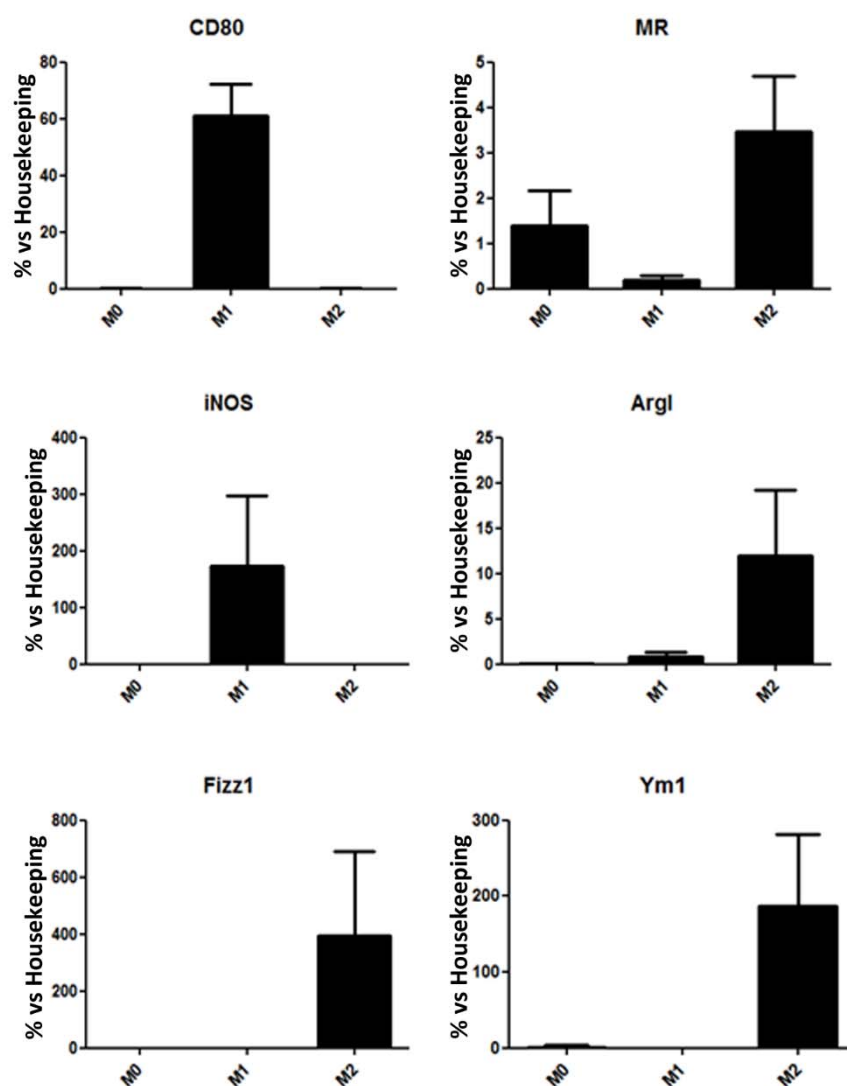 CD80
% vs Housekeeping
80
60
40
20
0
M0
M1
M2
MR
% vs Housekeeping
5
4
3
2
1
0
M0
M1
M2
iNOS
% vs Housekeeping
400
300
200
100
0
M0
M1
M2
ArgI
% vs Housekeeping
25
20
15
10
5
0
M0
M1
M2
Fizz1
% vs Housekeeping
800
600
400
200
0
M0
M1
M2
Ym1
% vs Housekeeping
300
200
100
0
M0
M1
M2